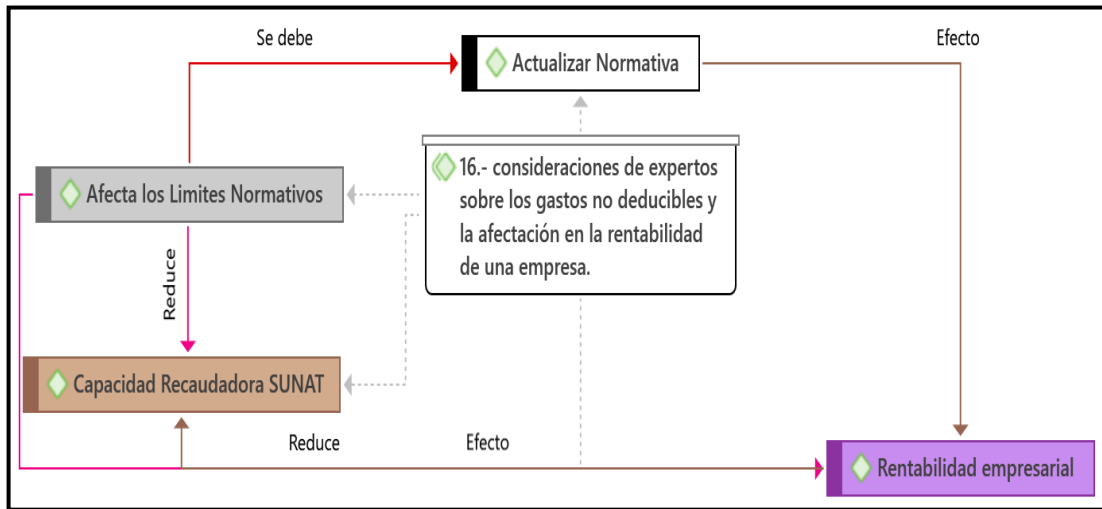 Se debe
Efecto
Actualizar Normativa
16.- consideraciones de expertos
sobre los gastos no deducibles y
la afectación en la rentabilidad
de una empresa.
Afecta los Limites Normativos
Reduce
Capacidad Recaudadora SUNAT
Reduce
Efecto
Rentabilidad empresarial